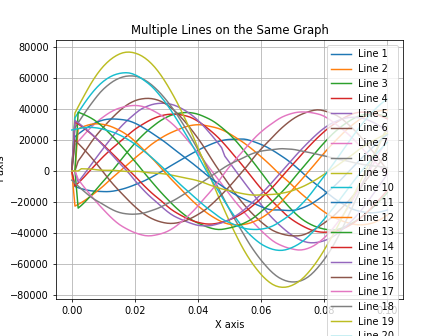 Multiple Lines on the Same Graph
80000
60000
40000
20000
0
−20000
−40000
−60000
−80000
0.00
0.02
0.04
0.06
0.08
X axis
Line 1
Line 2
Line 3
Line 4
Line 5
Line 6
Line 7
Line 8
Line 9
Line 10
Line 11
Line 12
Line 13
Line 14
Line 15
Line 16
Line 17
Line 18
Line 19
Line 20